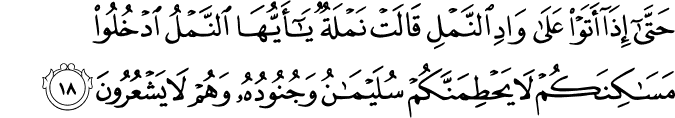 حَتَّىٰٓ إِذَآ أَتَوۡاْ عَلَىٰ وَادِ ٱلنَّمۡلِ قَالَتۡ نَمۡلَةٞ يَٰٓأَيُّهَا ٱلنَّمۡلُ ٱدۡخُلُواْ
مَسَٰكِنَكُمۡ لَا يَحۡطِمَنَّكُمۡ سُلَيۡمَٰنُ وَجُنُودُهُۥ وَهُمۡ لَا يَشۡعُرُونَ ١٨